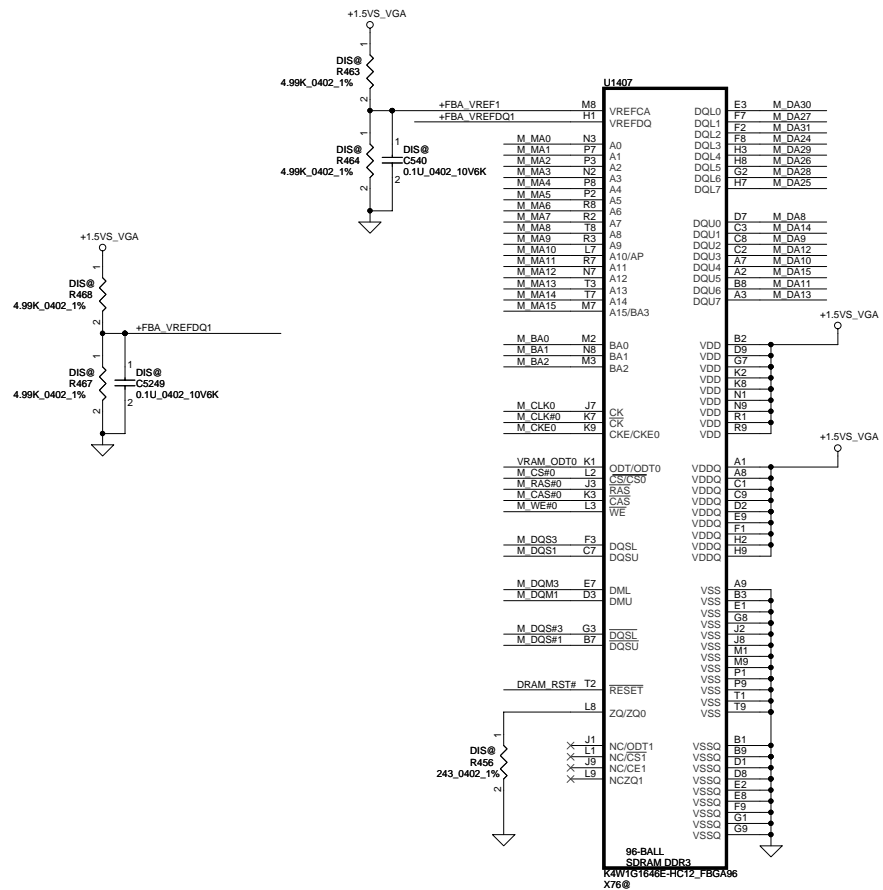 +1.5VS_VGA
1
DIS@
R463
4.99K_0402_1%
2
+FBA_VREF1
+FBA_VREFDQ1
1
DIS@
R464
4.99K_0402_1%
2
1
DIS@
C540
0.1U_0402_10V6K
2
+1.5VS_VGA
1
DIS@
R468
4.99K_0402_1%
2
+FBA_VREFDQ1
1
DIS@
R467
4.99K_0402_1%
2
1
DIS@
C5249
0.1U_0402_10V6K
2
U1407
M8 VREFCA
H1 VREFDQ
M_MA0 N3 A0
M_MA1 P7 A1
M_MA2 P3 A2
M_MA3 N2 A3
M_MA4 P8 A4
M_MA5 P2 A5
M_MA6 R8 A6
M_MA7 R2 A7
M_MA8 T8 A8
M_MA9 R3 A9
M_MA10 L7 A10/AP
M_MA11 R7 A11
M_MA12 N7 A12
M_MA13 T3 A13
M_MA14 T7 A14
M_MA15 M7 A15/BA3
M_BA0 M2 BA0
M_BA1 N8 BA1
M_BA2 M3 BA2
M_CLK0 J7 CK
M_CLK#0 K7 CK
M_CKE0 K9 CKE/CKE0
VRAM_ODT0 K1 ODT/ODT0
M_CS#0 L2 CS/CS0
M_RAS#0 J3 RAS
M_CAS#0 K3 CAS
M_WE#0 L3 WE
M_DQS3 F3 DQSL
M_DQS1 C7 DQSU
M_DQM3 E7 DML
M_DQM1 D3 DMU
M_DQS#3 G3 DQSL
M_DQS#1 B7 DQSU
DRAM_RST# T2 RESET
L8 ZQ/ZQ0
1
DIS@
R456
243_0402_1%
2
J1 NC/ODT1
L1 NC/CS1
J9 NC/CE1
L9 NCZQ1
DQL0 E3 M_DA30
DQL1 F7 M_DA27
DQL2 F2 M_DA31
DQL3 F8 M_DA24
DQL4 H3 M_DA29
DQL5 H8 M_DA26
DQL6 G2 M_DA28
DQL7 H7 M_DA25
DQU0 D7 M_DA8
DQU1 C3 M_DA14
DQU2 C8 M_DA9
DQU3 C2 M_DA12
DQU4 A7 M_DA10
DQU5 A2 M_DA15
DQU6 B8 M_DA11
DQU7 A3 M_DA13
+1.5VS_VGA
VDD B2
VDD D9
VDD G7
VDD K2
VDD K8
VDD N1
VDD N9
VDD R1
VDD R9
+1.5VS_VGA
VDDQ A1
VDDQ A8
VDDQ C1
VDDQ C9
VDDQ D2
VDDQ E9
VDDQ F1
VDDQ H2
VDDQ H9
VSS A9
VSS B3
VSS E1
VSS G8
VSS J2
VSS J8
VSS M1
VSS M9
VSS P1
VSS P9
VSS T1
VSS T9
VSSQ B1
VSSQ B9
VSSQ D1
VSSQ D8
VSSQ E2
VSSQ E8
VSSQ F9
VSSQ G1
VSSQ G9
96-BALL
SDRAM DDR3
K4W1G1646E-HC12_FBGA96
X76@